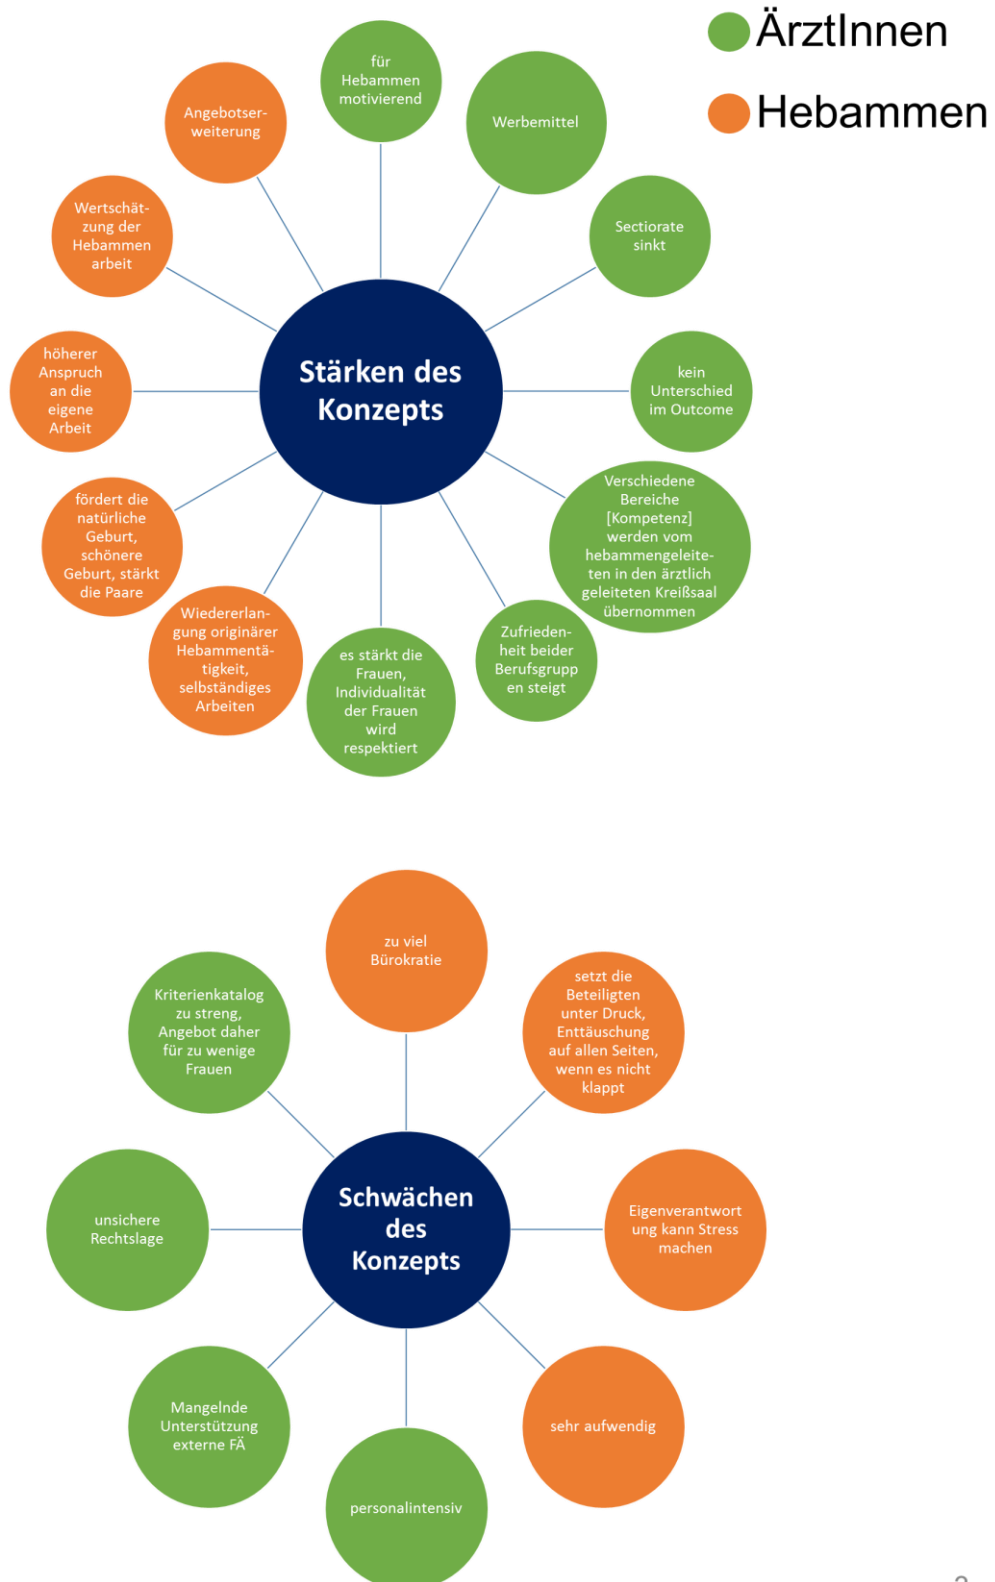 ÄrztInnen
Hebammen
für
Hebammen
motivierend
Werbemittel
Sectiorate
sinkt
kein
Unterschied
im Outcome
Verschiedene
Bereiche
[Kompetenz]
werden vom
hebammengeleite-
ten in den ärztlich
geleiteten Kreißsaal
übernommen
Zufrieden-
heit beider
Berufsgrupp
en steigt
es stärkt die
Frauen,
Individualität
der Frauen
wird
respektiert
Wiedererlan-
gung originärer
Hebammentä-
tigkeit,
selbständiges
Arbeiten
fördert die
natürliche
Geburt,
schönere
Geburt, stärkt
die Paare
höherer
Anspruch
an die
eigene
Arbeit
Wertschät-
zung der
Hebammen
arbeit
Angebotser-
weiterung
Stärken des
Konzepts
zu viel
Bürokratie
setzt die
Beteiligten
unter Druck,
Enttäuschung
auf allen Seiten,
wenn es nicht
klappt
Eigenverantwort
ung kann Stress
machen
sehr aufwendig
personalintensiv
Mangelnde
Unterstützung
externe FÄ
unsichere
Rechtslage
Kriterienkatalog
zu streng,
Angebot daher
für zu wenige
Frauen
Schwächen
des
Konzepts